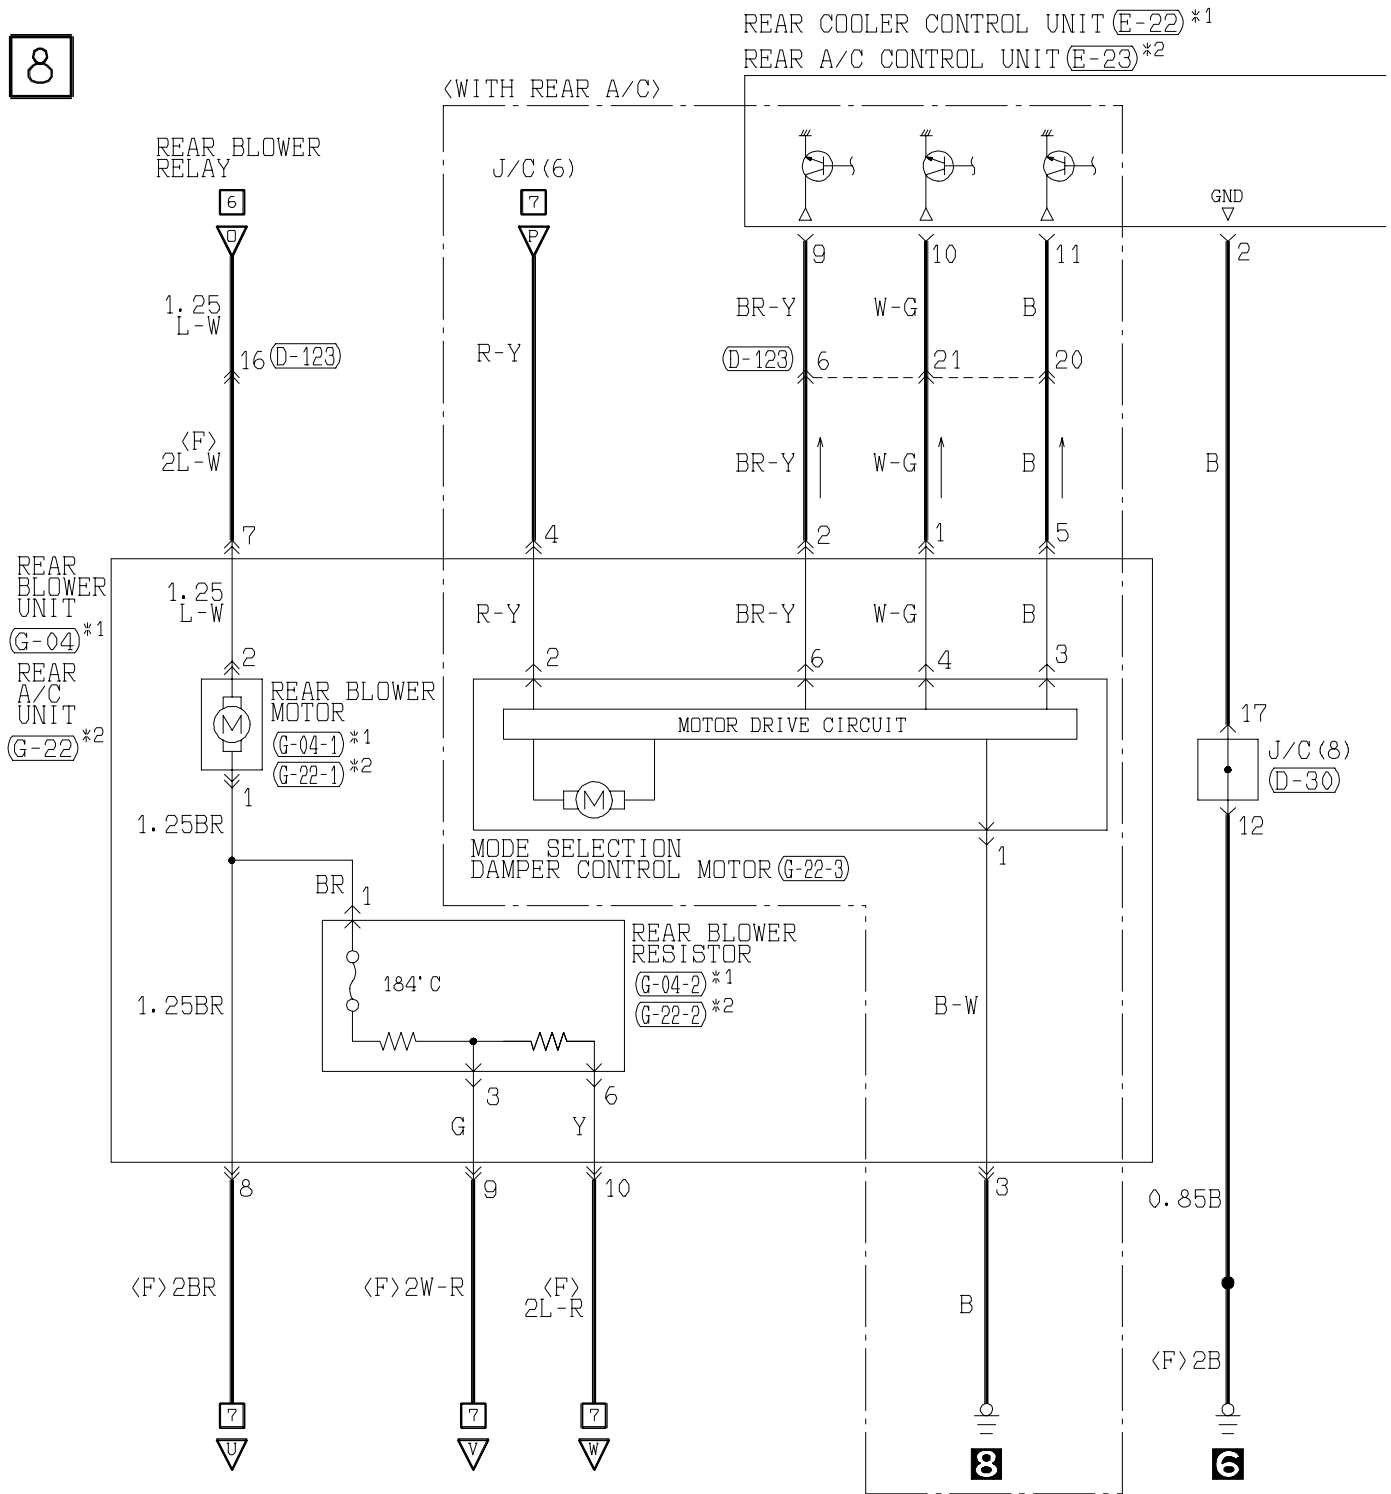 REAR COOLER CONTROL UNIT (E-22) *1
8
REAR A/C CONTROL UNIT (E-23) *2
<WITH REAR A/C>
REAR BLOWER
RELAY
J/C(6)
6
7
GND
O
P
9
10
11
2
1.25
L-W
BR-Y
W-G
B
16 (D-123)
R-Y
(D-123) 6
21
20
<F>
2L-W
BR-Y
W-G
B
B
7
4
2
1
5
REAR
BLOWER
UNIT
(G-04) *1
REAR
A/C
UNIT
(G-22) *2
1.25
L-W
R-Y
BR-Y
W-G
B
2
2
6
4
3
REAR BLOWER
MOTOR
(G-04-1) *1
(G-22-1) *2
M
MOTOR DRIVE CIRCUIT
17
J/C(8)
(D-30)
M
1
12
1.25BR
MODE SELECTION
DAMPER CONTROL MOTOR (G-22-3)
1
BR
1
REAR BLOWER
RESISTOR
(G-04-2) *1
(G-22-2) *2
184°C
1.25BR
B-W
3
6
G
Y
8
9
10
3
0.85B
<F>2BR
<F>2W-R
<F>
2L-R
B
<F>2B
7
7
7
U
V
W
8
6